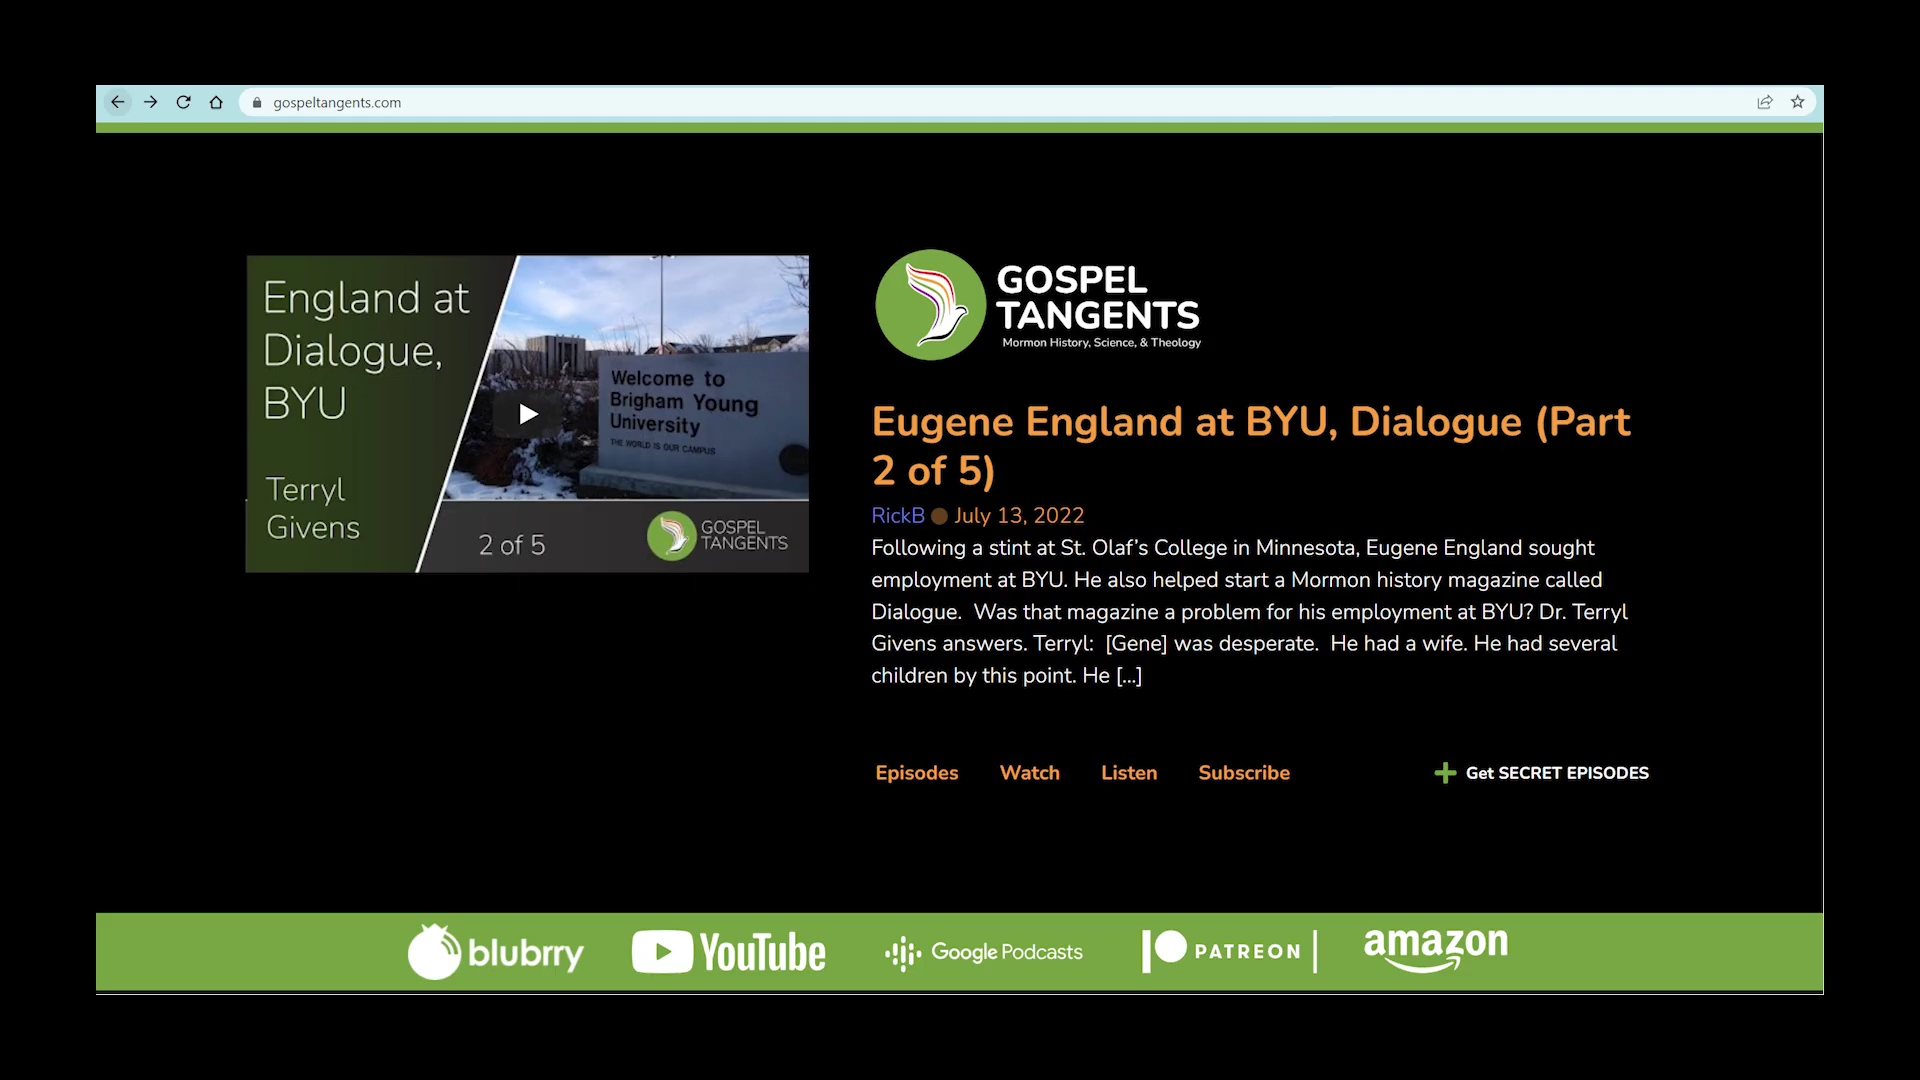 gospeltangents.com
England at
Dialogue,
BYU
Terryl
Givens
Welcome to
Brigham Young
University
THE WORLD IS OUR CAMPUS
2 of 5
GOSPEL
TANGENTS
GOSPEL
TANGENTS
Mormon History, Science, & Theology
Eugene England at BYU, Dialogue (Part
2 of 5)
RickB July 13, 2022
Following a stint at St. Olaf’s College in Minnesota, Eugene England sought
employment at BYU. He also helped start a Mormon history magazine called
Dialogue.  Was that magazine a problem for his employment at BYU? Dr. Terryl
Givens answers. Terryl:  [Gene] was desperate.  He had a wife. He had several
children by this point. He [...]
Episodes Watch Listen Subscribe Get SECRET EPISODES
blubrry YouTube Google Podcasts PATREON amazon